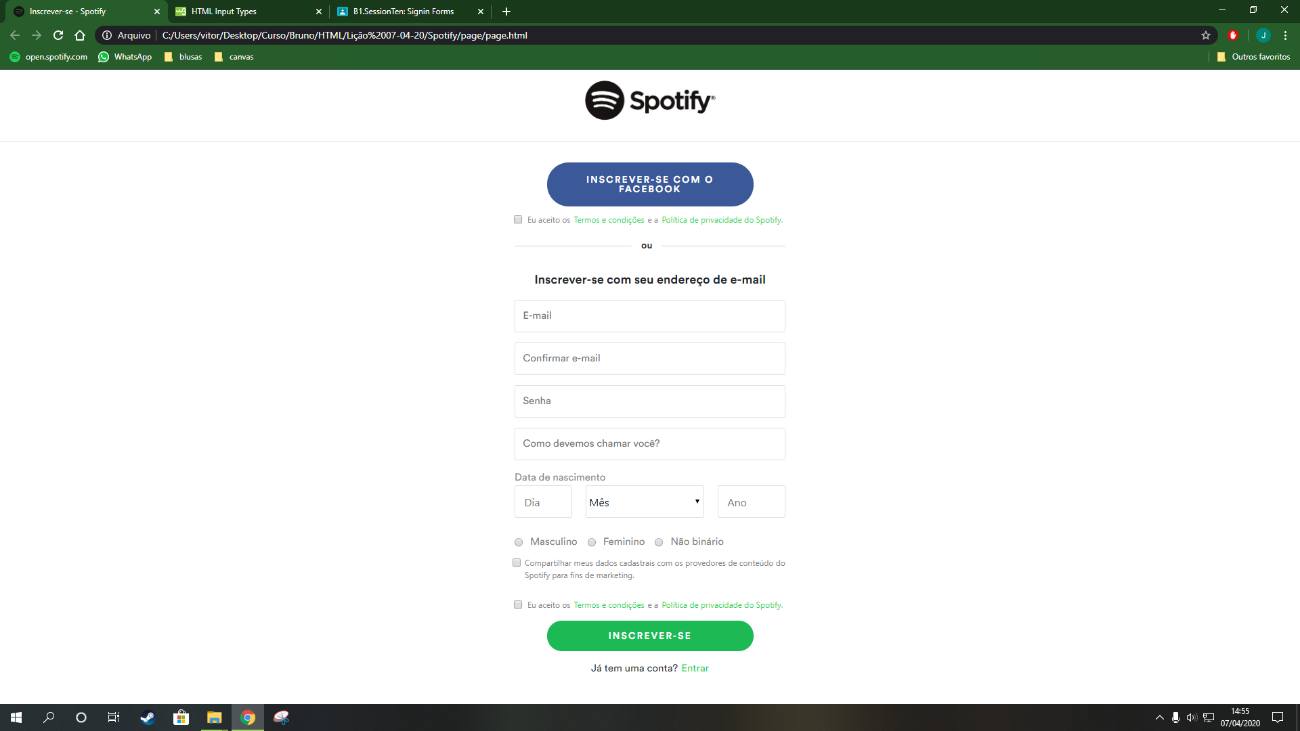 Inscrever-se - Spotify
HTML Input Types
B1.SessionTen: Signin Forms
Arquivo
C:/Users/vitor/Desktop/Curso/Bruno/HTML/Lição%2007-04-20/Spotify/page/page.html
J
open.spotify.com
WhatsApp
blusas
canvas
Outros favoritos
Spotify®
INSCREVER-SE COM O
FACEBOOK
Eu aceito os Termos e condições e a Política de privacidade do Spotify.
ou
Inscrever-se com seu endereço de e-mail
E-mail
Confirmar e-mail
Senha
Como devemos chamar você?
Data de nascimento
Dia
Mês
Ano
Masculino
Feminino
Não binário
Compartilhar meus dados cadastrais com os provedores de conteúdo do
Spotify para fins de marketing.
Eu aceito os Termos e condições e a Política de privacidade do Spotify.
INSCREVER-SE
Já tem uma conta? Entrar
14:55
07/04/2020